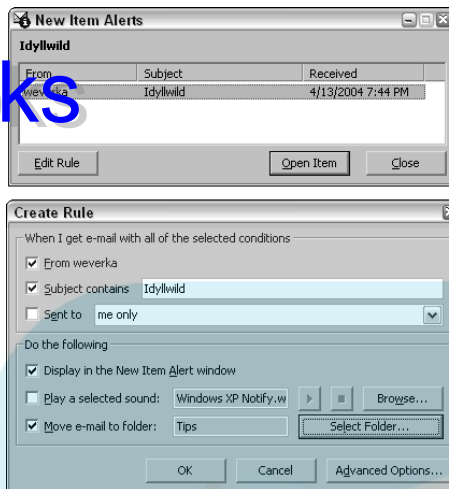 New Item Alerts
Idyllwild
From Subject Received
weverka Idyllwild 4/13/2004 7:44 PM
ks
Edit Rule Open Item Close
Create Rule
When I get e-mail with all of the selected conditions
From weverka
Subject contains Idyllwild
Sent to me only
Do the following
Display in the New Item Alert window
Play a selected sound: Windows XP Notify.w Browse...
Move e-mail to folder: Tips Select Folder...
OK Cancel Advanced Options...